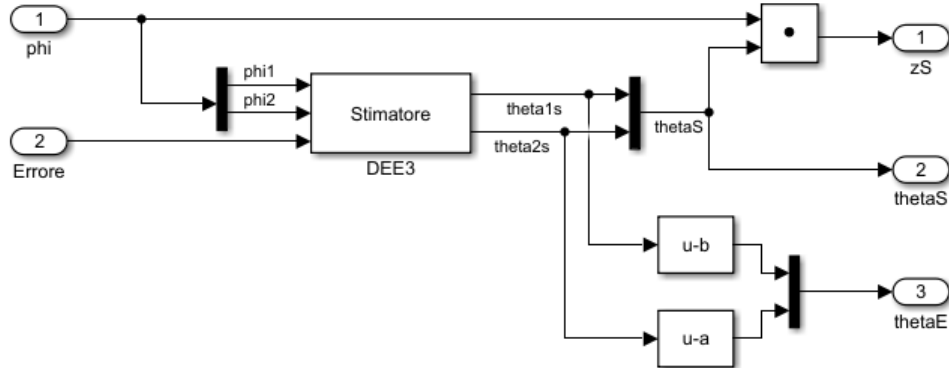 1
phi
1
zS
phi1
phi2
Stimatore
DEE3
theta1s
theta2s
thetaS
2
Errore
2
thetaS
u-b
u-a
3
thetaE